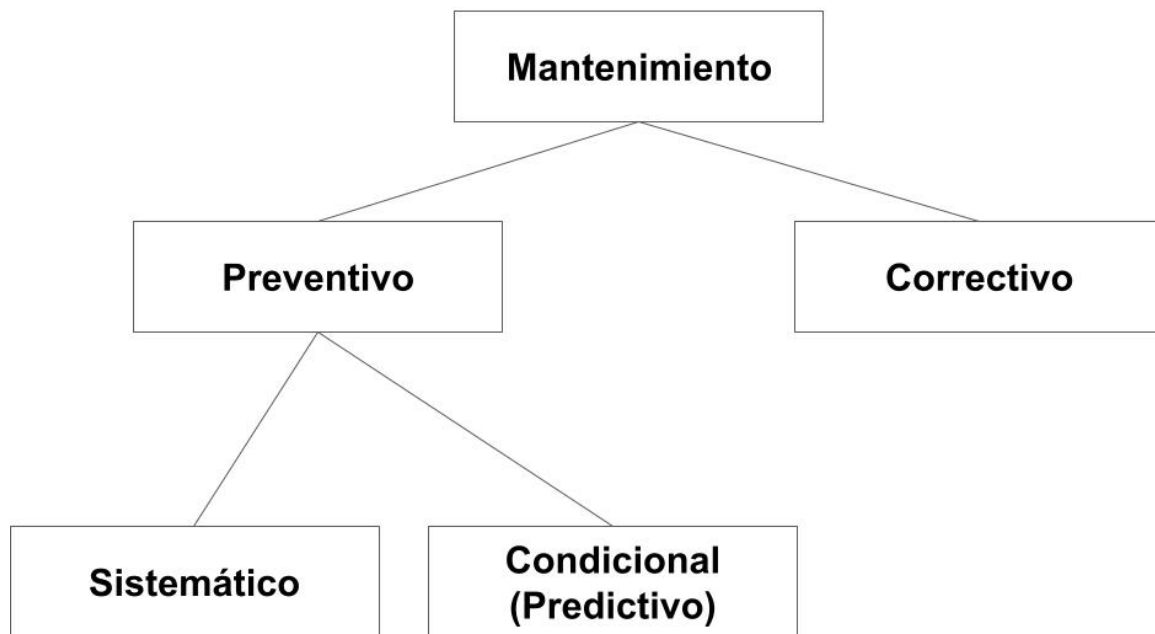 Mantenimiento
Preventivo
Correctivo
Sistemático
Condicional
(Predictivo)